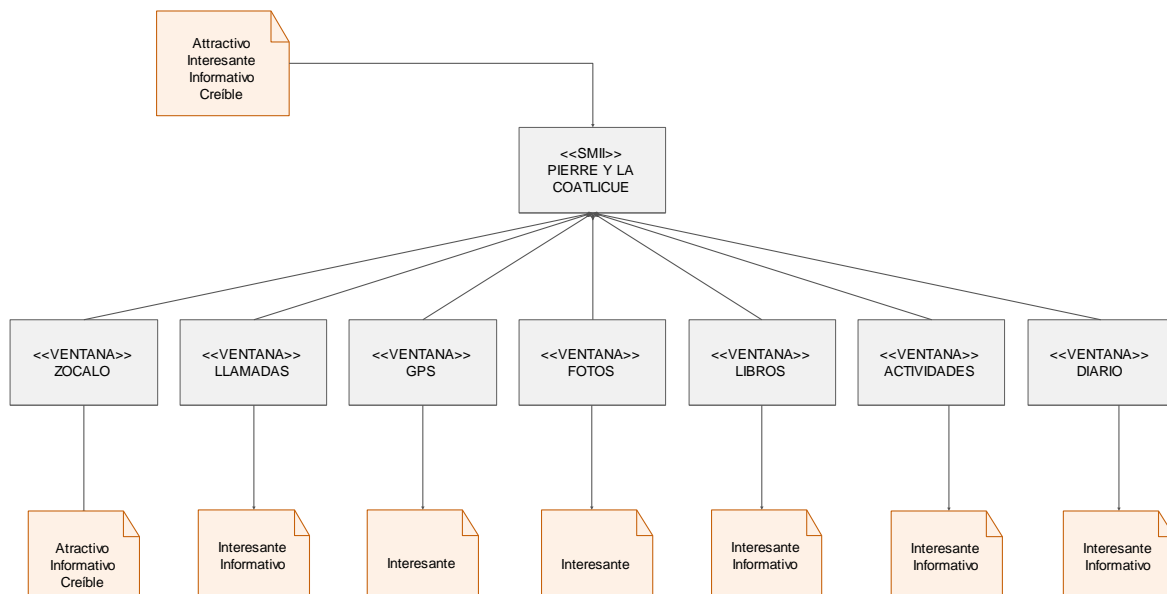 Attractivo
Interesante
Informativo
Creíble
<<SMII>>
PIERRE Y LA
COATLICUE
<<VENTANA>>
ZOCALO
<<VENTANA>>
LLAMADAS
<<VENTANA>>
GPS
<<VENTANA>>
FOTOS
<<VENTANA>>
LIBROS
<<VENTANA>>
ACTIVIDADES
<<VENTANA>>
DIARIO
Atractivo
Informativo
Creíble
Interesante
Informativo
Interesante
Interesante
Interesante
Informativo
Interesante
Informativo
Interesante
Informativo